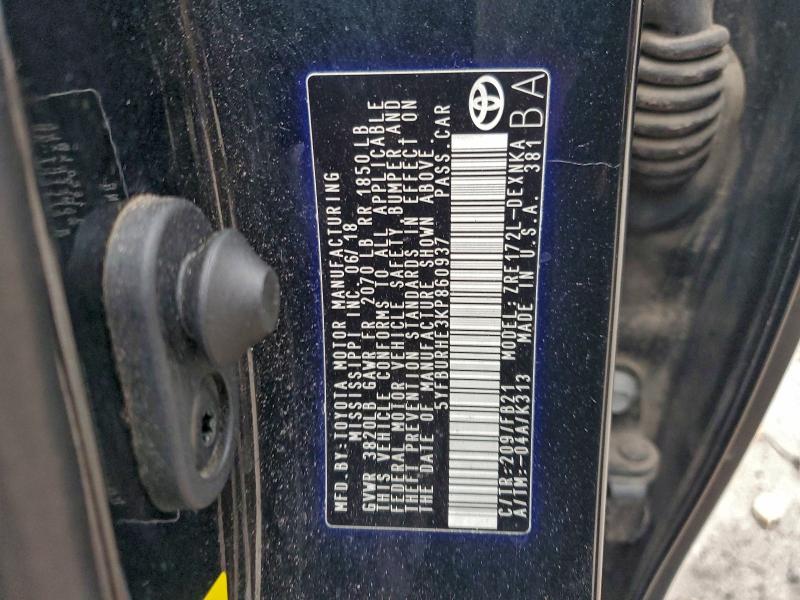 MFD. BY: TOYOTA MOTOR MANUFACTURING
MISSISSIPPI INC. 06/18
GVWR 3820LB GAWR FR 2070 LB RR 1850 LB
THIS VEHICLE CONFORMS TO ALL APPLICABLE
FEDERAL MOTOR VEHICLE SAFETY, BUMPER AND
THEFT PREVENTION STANDARDS IN EFFECT ON
THE DATE OF MANUFACTURE SHOWN ABOVE.
5YFBURHE3KP860937 PASS. CAR
C/TR: 209/FB21 MODEL: ZRE172L-DEXNKA
A/TM: -04A/K313 MADE IN U.S.A. 381
BA